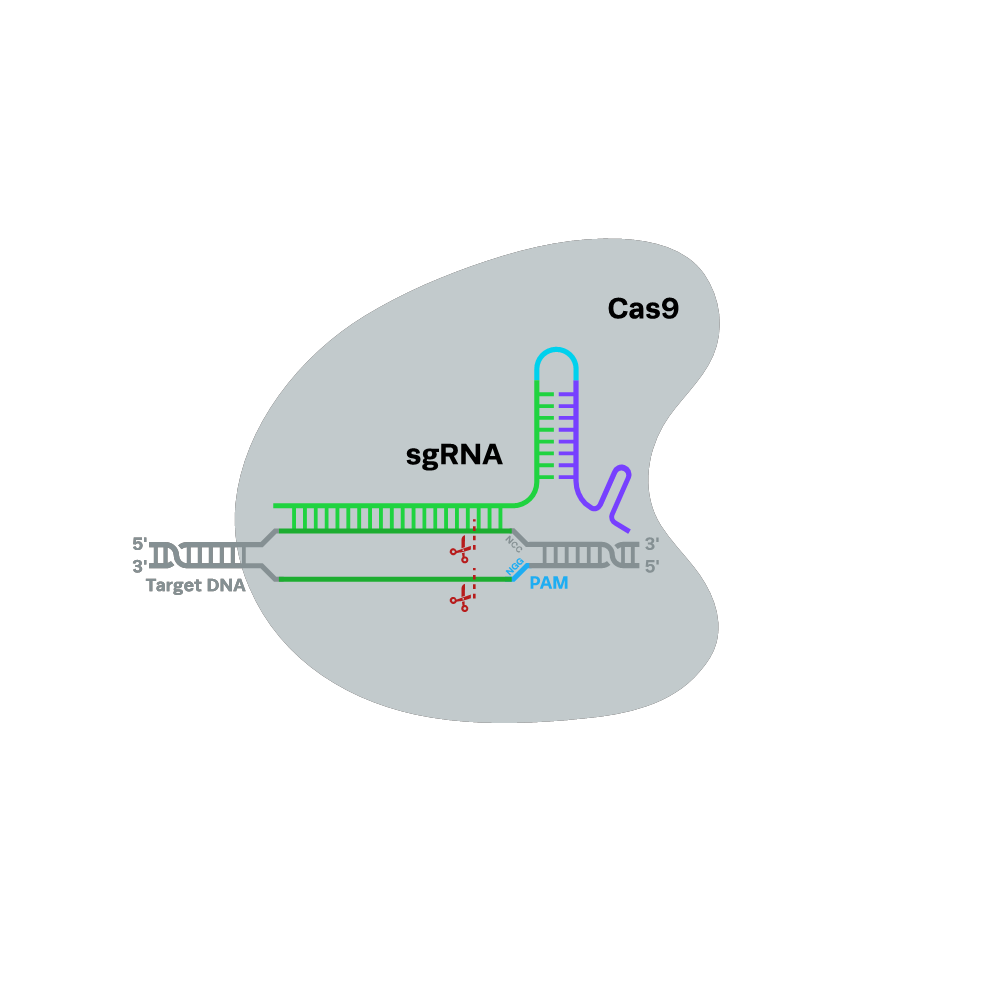 Cas9
sgRNA
5' NCC 3'
3' NGG 5'
Target DNA PAM